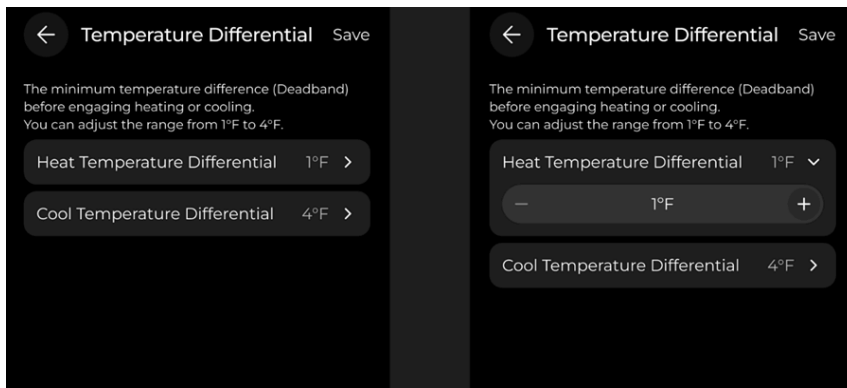 Temperature Differential Save
The minimum temperature difference (Deadband)
before engaging heating or cooling.
You can adjust the range from 1°F to 4°F.
Heat Temperature Differential 1°F
Cool Temperature Differential 4°F
Temperature Differential Save
The minimum temperature difference (Deadband)
before engaging heating or cooling.
You can adjust the range from 1°F to 4°F.
Heat Temperature Differential 1°F
− 1°F +
Cool Temperature Differential 4°F